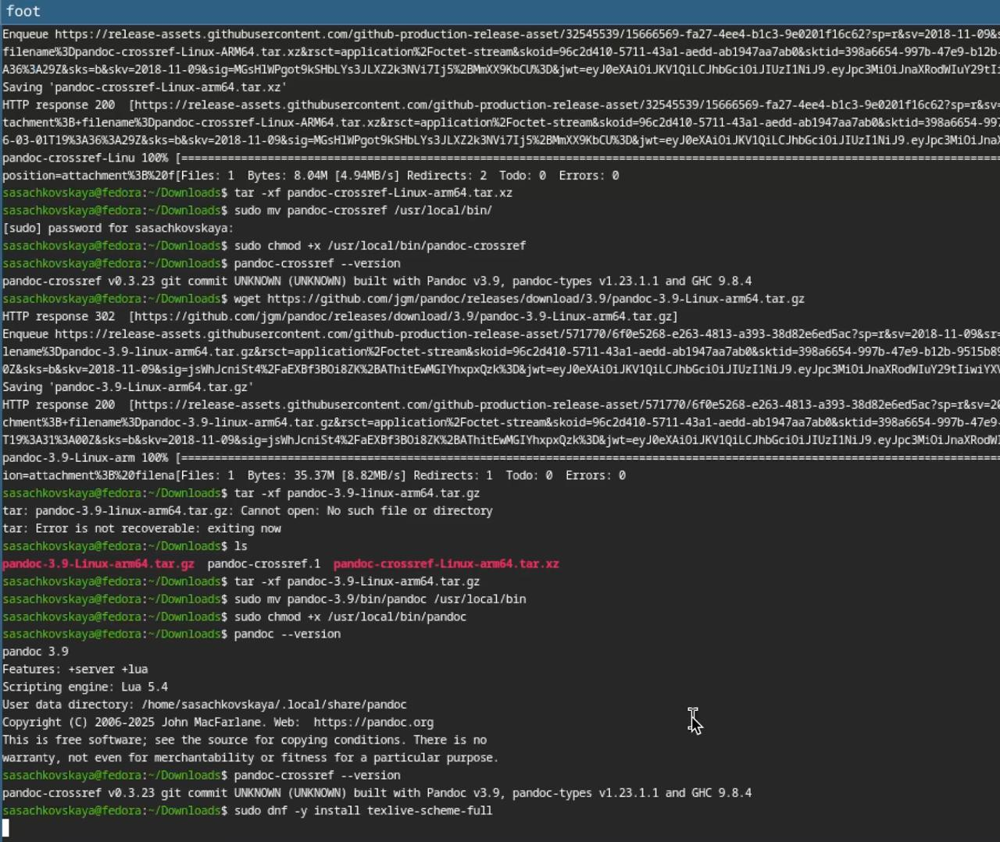 foot
Enqueue https://release-assets.githubusercontent.com/github-production-release-asset/32545539/15666569-fa27-4ee4-b1c3-9e0201f16c62?sp=r&sv=2018-11-09&s
filename%3Dpandoc-crossref-Linux-ARM64.tar.xz&rsct=application%2Foctet-stream&skoid=96c2d410-5711-43a1-aedd-ab1947aa7ab0&sktid=398a6654-997b-47e9-b12b-
A36%3A29Z&sks=b&skv=2018-11-09&sig=MGsHlWPgot9kSHbLYs3JLXZ2k3NVi7Ij5%2BMmXX9KbCU%3D&jwt=eyJ0eXAiOiJKV1QiLCJhbGciOiJIUzI1NiJ9.eyJpc3MiOiJnaXRodWIuY29tIi
Saving 'pandoc-crossref-Linux-arm64.tar.xz'
HTTP response 200  [https://release-assets.githubusercontent.com/github-production-release-asset/32545539/15666569-fa27-4ee4-b1c3-9e0201f16c62?sp=r&sv=
tachment%3B+filename%3Dpandoc-crossref-Linux-ARM64.tar.xz&rsct=application%2Foctet-stream&skoid=96c2d410-5711-43a1-aedd-ab1947aa7ab0&sktid=398a6654-997
6-03-01T19%3A36%3A29Z&sks=b&skv=2018-11-09&sig=MGsHlWPgot9kSHbLYs3JLXZ2k3NVi7Ij5%2BMmXX9KbCU%3D&jwt=eyJ0eXAiOiJKV1QiLCJhbGciOiJIUzI1NiJ9.eyJpc3MiOiJnaX
pandoc-crossref-Linu 100% [=============================================================================================================================
position=attachment%3B%20f[Files: 1  Bytes: 8.04M [4.94MB/s] Redirects: 2  Todo: 0  Errors: 0
sasachkovskaya@fedora:~/Downloads$ tar -xf pandoc-crossref-Linux-arm64.tar.xz
sasachkovskaya@fedora:~/Downloads$ sudo mv pandoc-crossref /usr/local/bin/
[sudo] password for sasachkovskaya:
sasachkovskaya@fedora:~/Downloads$ sudo chmod +x /usr/local/bin/pandoc-crossref
sasachkovskaya@fedora:~/Downloads$ pandoc-crossref --version
pandoc-crossref v0.3.23 git commit UNKNOWN (UNKNOWN) built with Pandoc v3.9, pandoc-types v1.23.1.1 and GHC 9.8.4
sasachkovskaya@fedora:~/Downloads$ wget https://github.com/jgm/pandoc/releases/download/3.9/pandoc-3.9-Linux-arm64.tar.gz
HTTP response 302  [https://github.com/jgm/pandoc/releases/download/3.9/pandoc-3.9-Linux-arm64.tar.gz]
Enqueue https://release-assets.githubusercontent.com/github-production-release-asset/571770/6f0e5268-e263-4813-a393-38d82e6ed5ac?sp=r&sv=2018-11-09&sr=
lename%3Dpandoc-3.9-linux-arm64.tar.gz&rsct=application%2Foctet-stream&skoid=96c2d410-5711-43a1-aedd-ab1947aa7ab0&sktid=398a6654-997b-47e9-b12b-9515b89
0Z&sks=b&skv=2018-11-09&sig=jsWhJcniSt4%2FaEXBf3BOi8ZK%2BAThitEwMGIYhxpxQzk%3D&jwt=eyJ0eXAiOiJKV1QiLCJhbGciOiJIUzI1NiJ9.eyJpc3MiOiJnaXRodWIuY29tIiwiYXV
Saving 'pandoc-3.9-Linux-arm64.tar.gz'
HTTP response 200  [https://release-assets.githubusercontent.com/github-production-release-asset/571770/6f0e5268-e263-4813-a393-38d82e6ed5ac?sp=r&sv=20
chment%3B+filename%3Dpandoc-3.9-linux-arm64.tar.gz&rsct=application%2Foctet-stream&skoid=96c2d410-5711-43a1-aedd-ab1947aa7ab0&sktid=398a6654-997b-47e9-
T19%3A31%3A00Z&sks=b&skv=2018-11-09&sig=jsWhJcniSt4%2FaEXBf3BOi8ZK%2BAThitEwMGIYhxpxQzk%3D&jwt=eyJ0eXAiOiJKV1QiLCJhbGciOiJIUzI1NiJ9.eyJpc3MiOiJnaXRodWI
pandoc-3.9-Linux-arm 100% [=============================================================================================================================
ion=attachment%3B%20filena[Files: 1  Bytes: 35.37M [8.82MB/s] Redirects: 1  Todo: 0  Errors: 0
sasachkovskaya@fedora:~/Downloads$ tar -xf pandoc-3.9-linux-arm64.tar.gz
tar: pandoc-3.9-linux-arm64.tar.gz: Cannot open: No such file or directory
tar: Error is not recoverable: exiting now
sasachkovskaya@fedora:~/Downloads$ ls
pandoc-3.9-Linux-arm64.tar.gz  pandoc-crossref.1  pandoc-crossref-Linux-arm64.tar.xz
sasachkovskaya@fedora:~/Downloads$ tar -xf pandoc-3.9-Linux-arm64.tar.gz
sasachkovskaya@fedora:~/Downloads$ sudo mv pandoc-3.9/bin/pandoc /usr/local/bin
sasachkovskaya@fedora:~/Downloads$ sudo chmod +x /usr/local/bin/pandoc
sasachkovskaya@fedora:~/Downloads$ pandoc --version
pandoc 3.9
Features: +server +lua
Scripting engine: Lua 5.4
User data directory: /home/sasachkovskaya/.local/share/pandoc
Copyright (C) 2006-2025 John MacFarlane. Web:  https://pandoc.org
This is free software; see the source for copying conditions. There is no
warranty, not even for merchantability or fitness for a particular purpose.
sasachkovskaya@fedora:~/Downloads$ pandoc-crossref --version
pandoc-crossref v0.3.23 git commit UNKNOWN (UNKNOWN) built with Pandoc v3.9, pandoc-types v1.23.1.1 and GHC 9.8.4
sasachkovskaya@fedora:~/Downloads$ sudo dnf -y install texlive-scheme-full